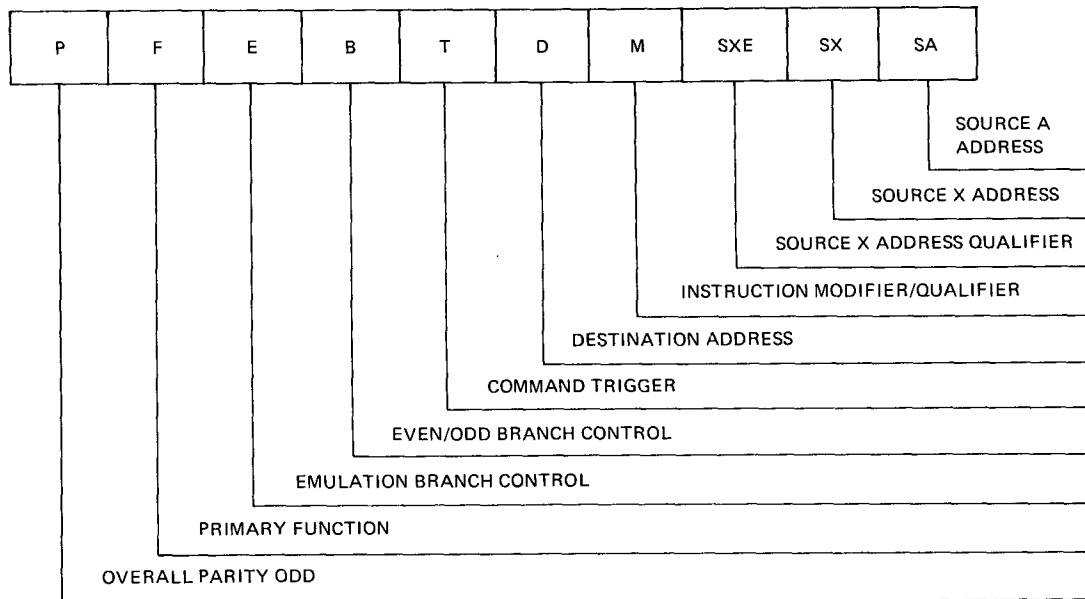 P F E B T D M SXE SX SA
SOURCE A
ADDRESS
SOURCE X ADDRESS
SOURCE X ADDRESS QUALIFIER
INSTRUCTION MODIFIER/QUALIFIER
DESTINATION ADDRESS
COMMAND TRIGGER
EVEN/ODD BRANCH CONTROL
EMULATION BRANCH CONTROL
PRIMARY FUNCTION
OVERALL PARITY ODD